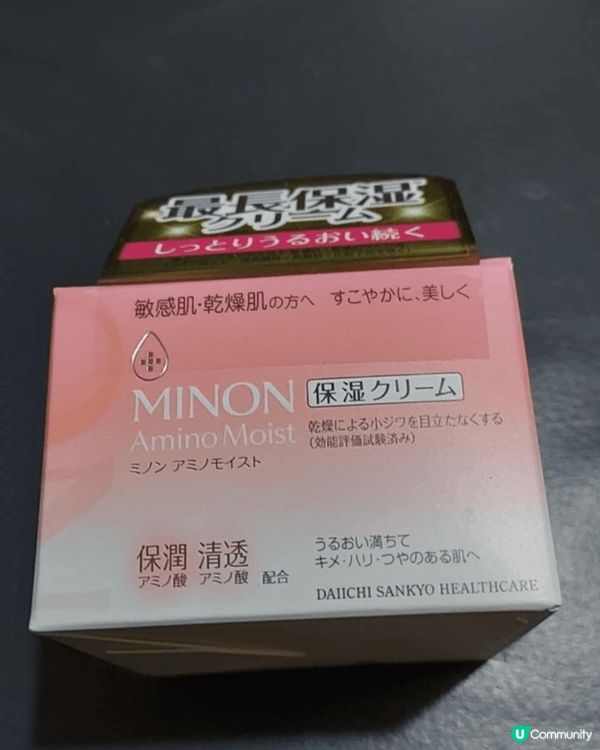 最長保湿
クリーム
しっとりうるおい続く
敏感肌・乾燥肌の方へ すこやかに、美しく
MINON 保湿クリーム
Amino Moist
乾燥による小ジワを目立たなくする
(効能評価試験済み)
ミノン アミノモイスト
保潤 清透
アミノ酸 アミノ酸 配合
うるおい満ちて
キメ・ハリ・つやのある肌へ
DAIICHI SANKYO HEALTHCARE
U Community